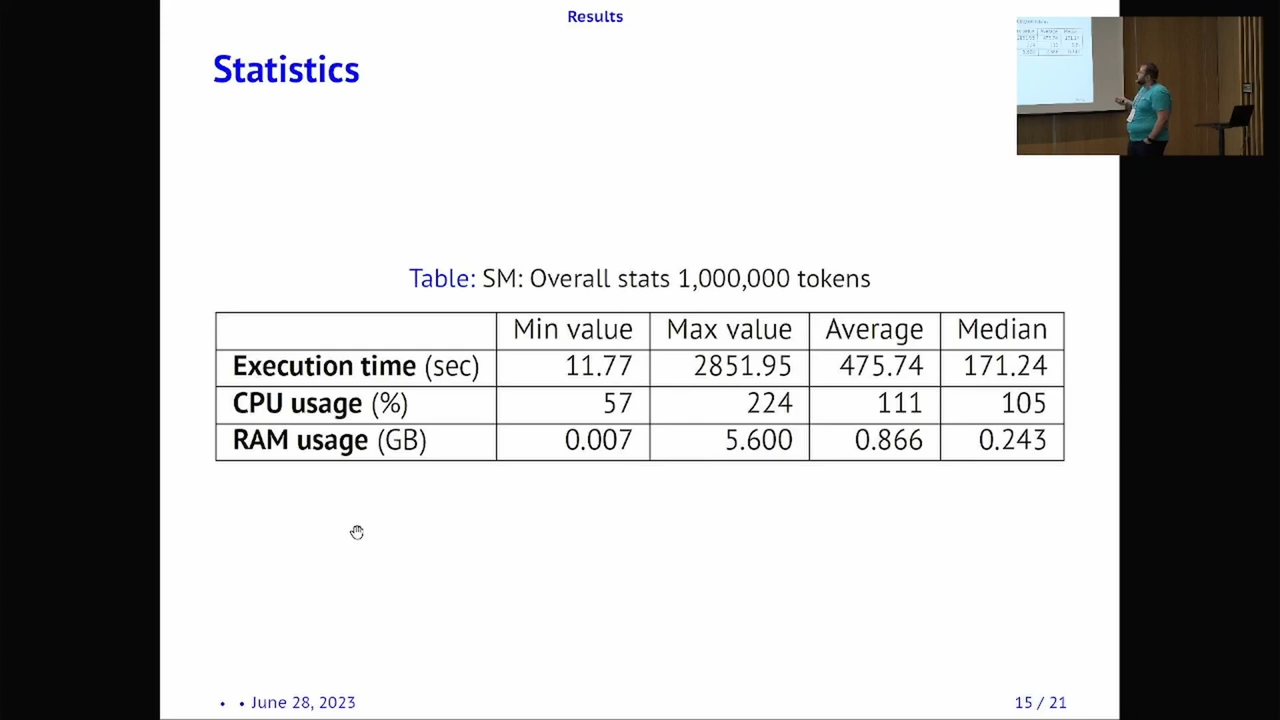 Results
Statistics
Table: SM: Overall stats 1,000,000 tokens
Min value Max value Average Median
Execution time (sec) 11.77 2851.95 475.74 171.24
CPU usage (%) 57 224 111 105
RAM usage (GB) 0.007 5.600 0.866 0.243
• • June 28, 2023 15 / 21